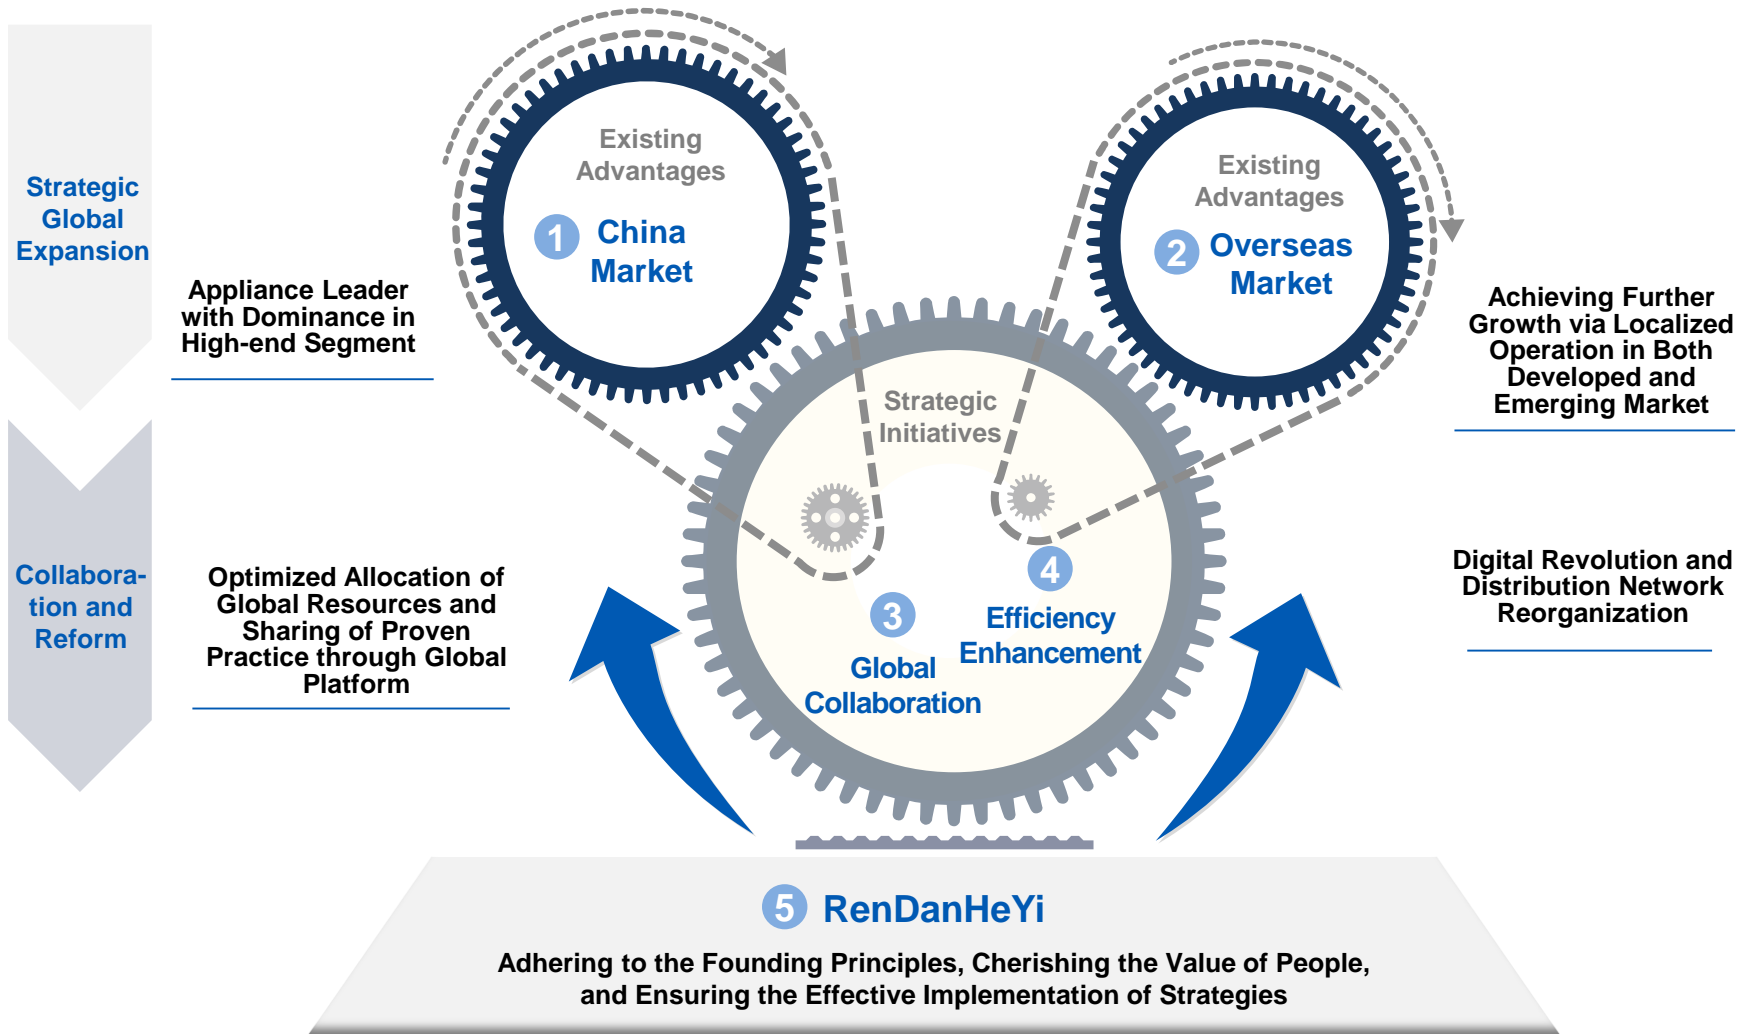 Strategic
Global
Expansion
Existing
Advantages
1
China
Market
Existing
Advantages
2
Overseas
Market
Appliance Leader
with Dominance in
High-end Segment
Achieving Further
Growth via Localized
Operation in Both
Developed and
Emerging Market
Strategic
Initiatives
Collabora-
tion and
Reform
Optimized Allocation of
Global Resources and
Sharing of Proven
Practice through Global
Platform
3
Global
Collaboration
4
Efficiency
Enhancement
Digital Revolution and
Distribution Network
Reorganization
5 RenDanHeYi
Adhering to the Founding Principles, Cherishing the Value of People,
and Ensuring the Effective Implementation of Strategies